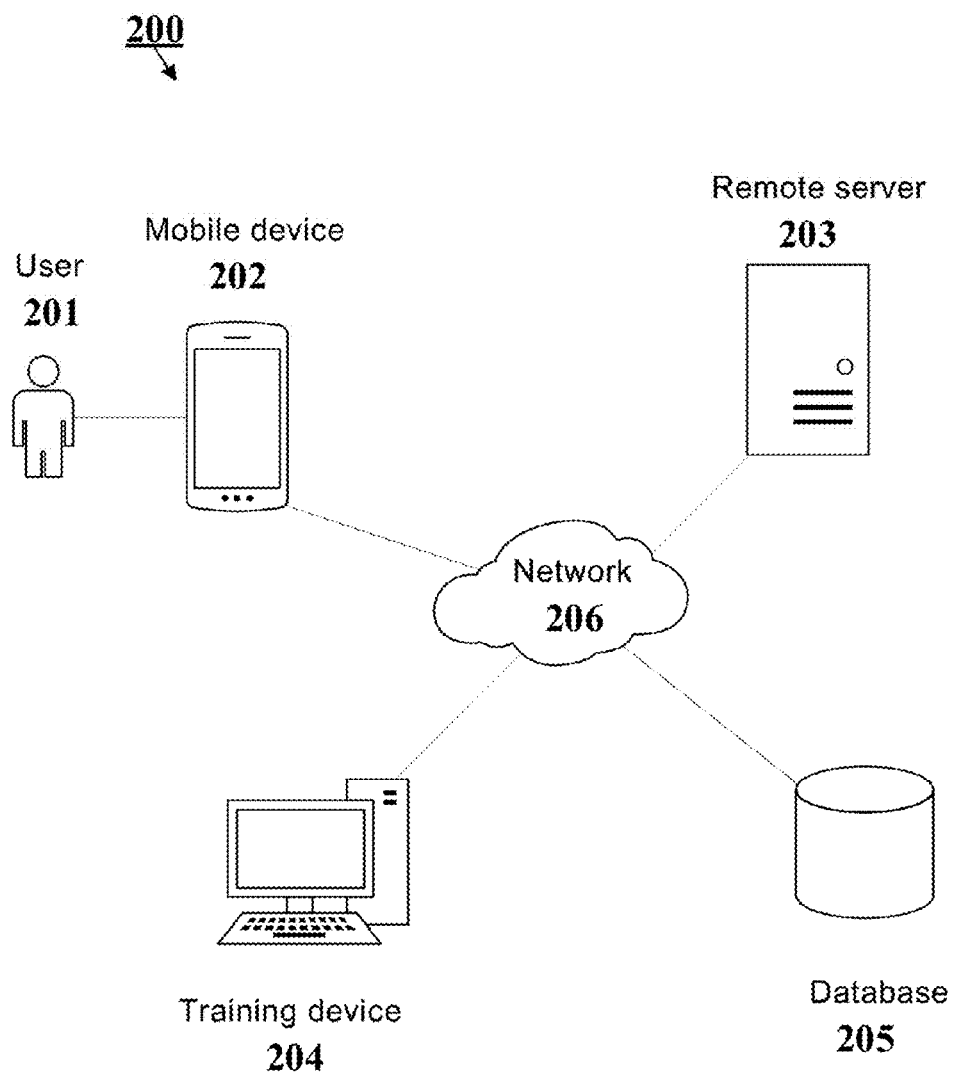 200
Remote server
203
Mobile device
202
User
201
Network
206
Training device
204
Database
205